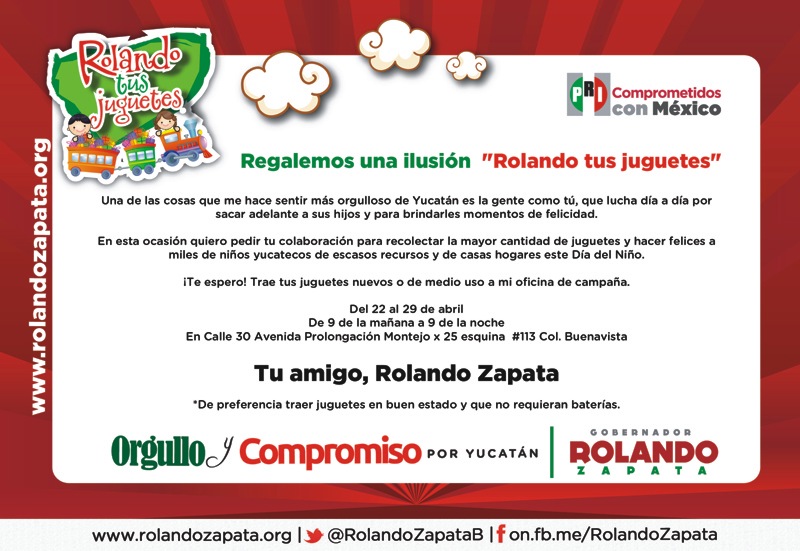 Rolando
tus
juguetes
PRI Comprometidos
con México
www.rolandozapata.org
Regalemos una ilusión "Rolando tus juguetes"
Una de las cosas que me hace sentir más orgulloso de Yucatán es la gente como tú, que lucha día a día por
sacar adelante a sus hijos y para brindarles momentos de felicidad.
En esta ocasión quiero pedir tu colaboración para recolectar la mayor cantidad de juguetes y hacer felices a
miles de niños yucatecos de escasos recursos y de casas hogares este Día del Niño.
¡Te espero! Trae tus juguetes nuevos o de medio uso a mi oficina de campaña.
Del 22 al 29 de abril
De 9 de la mañana a 9 de la noche
En Calle 30 Avenida Prolongación Montejo x 25 esquina #113 Col. Buenavista
Tu amigo, Rolando Zapata
*De preferencia traer juguetes en buen estado y que no requieran baterías.
Orgullo y Compromiso POR YUCATÁN
GOBERNADOR
ROLANDO
ZAPATA
www.rolandozapata.org | @RolandoZapataB | f on.fb.me/RolandoZapata